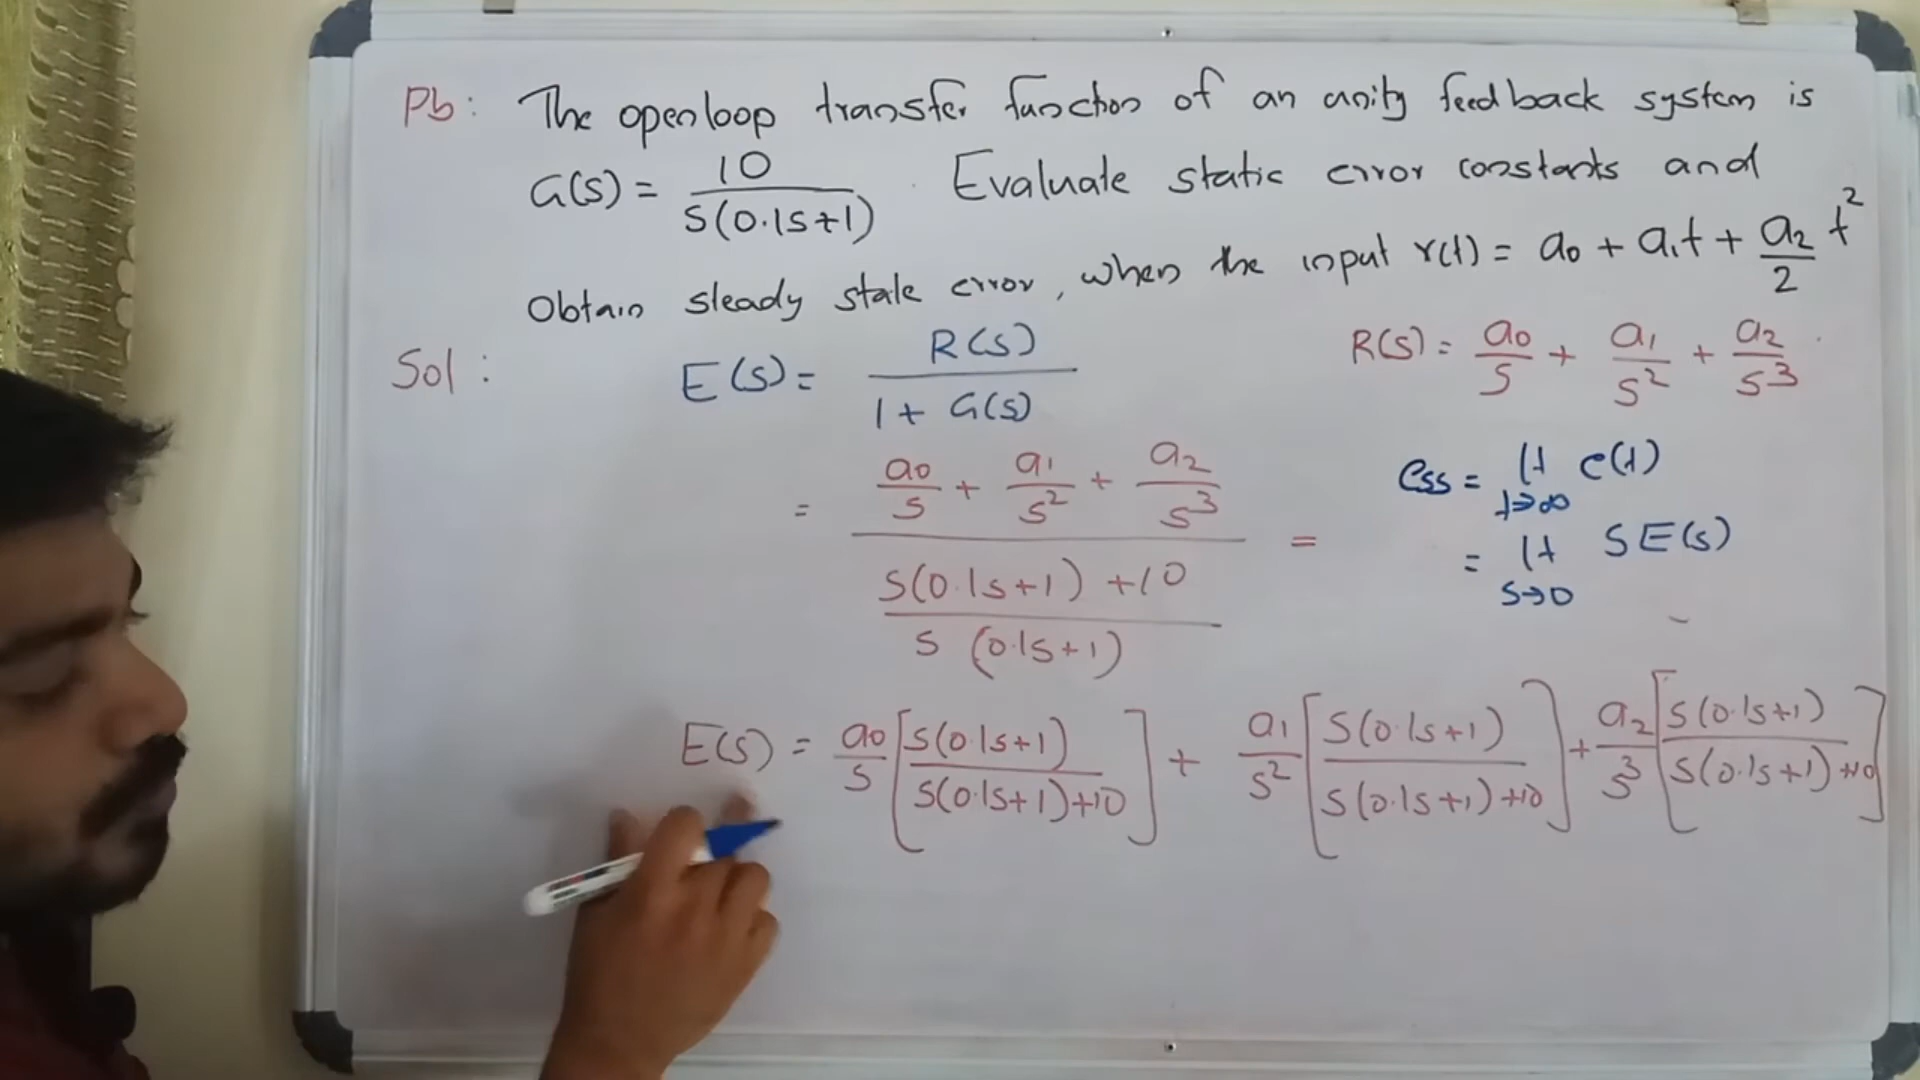 Pb: The openloop transfer function of an unity feedback system is
G(s) = 10 / s(0.1s+1) . Evaluate static error constants and
Obtain steady state error, when the input r(t) = a0 + a1t + a2/2 t²
Sol : E(s) = R(s) / 1 + G(s)
R(s) = a0/s + a1/s² + a2/s³
= a0/s + a1/s² + a2/s³ / s(0.1s+1) +10 / s (0.1s+1) =
ess = lt t→∞ e(t)
= lt s→0 SE(s)
E(s) = a0/s [s(0.1s+1) / s(0.1s+1)+10] + a1/s² [s(0.1s+1) / s(0.1s+1)+10] + a2/s³ [s(0.1s+1) / s(0.1s+1)+10]